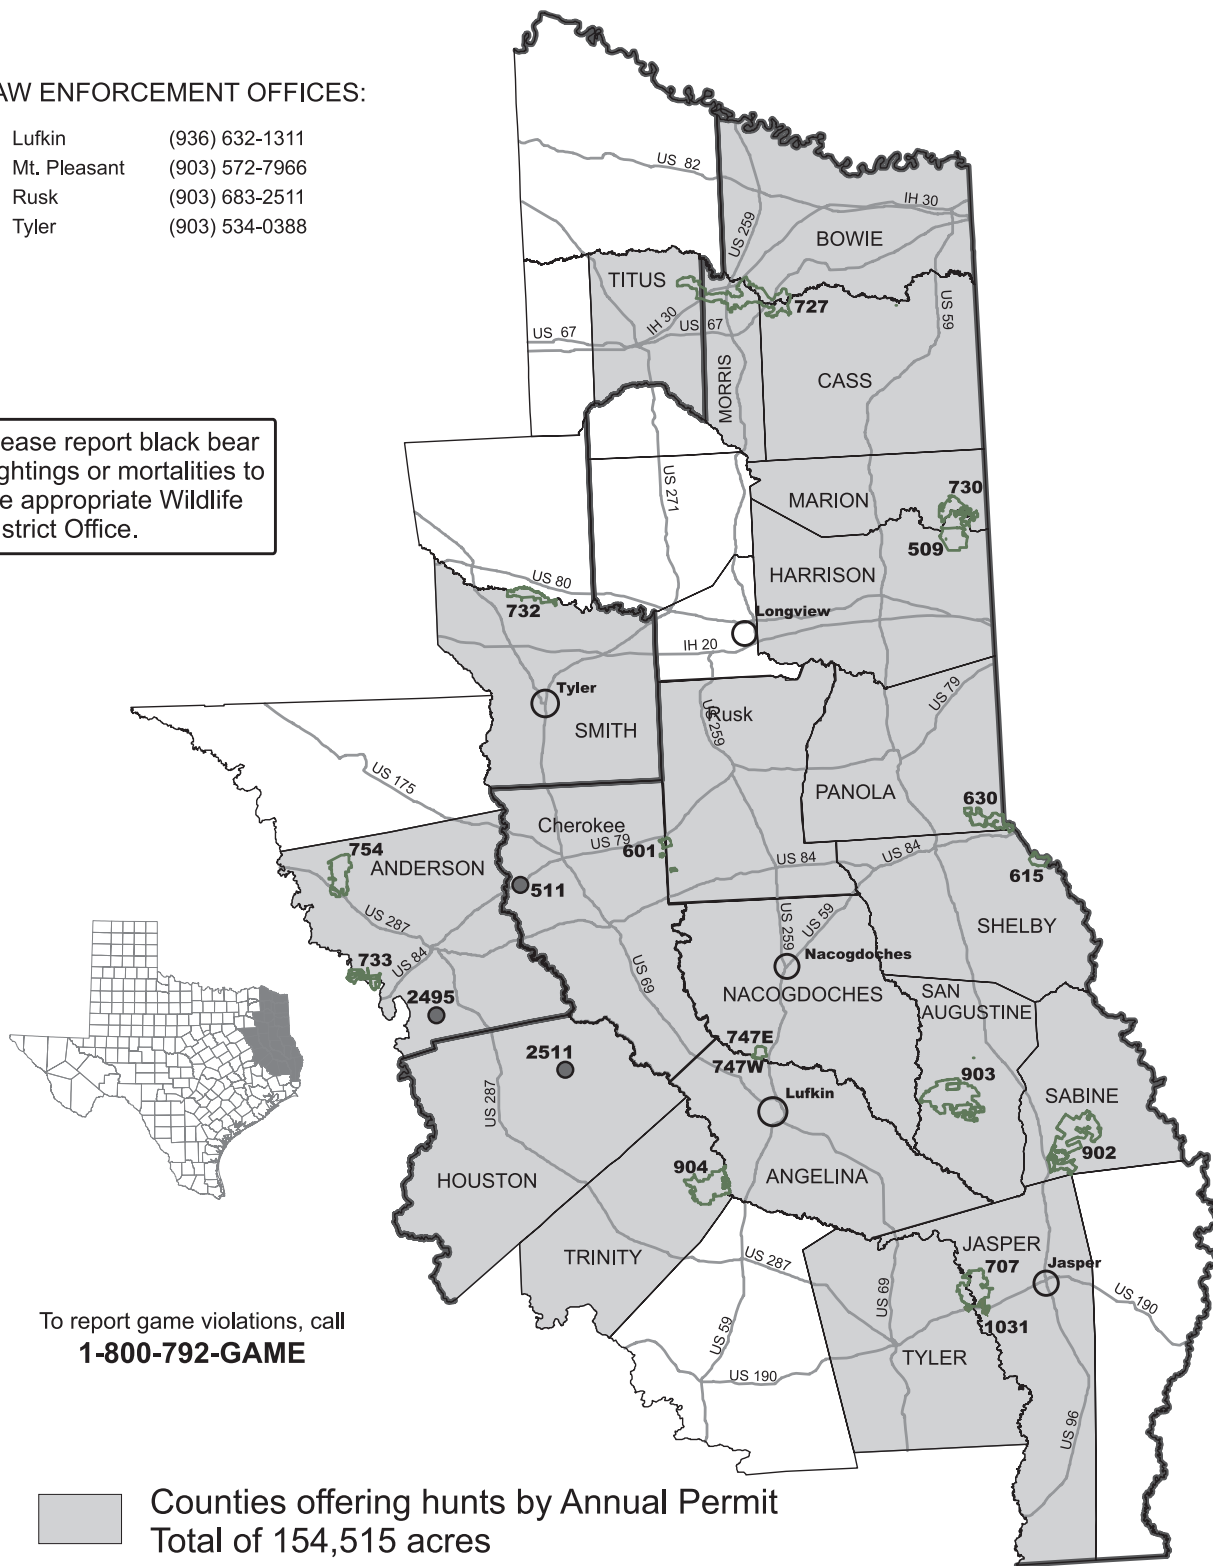 AW ENFORCEMENT OFFICES:
Lufkin (936) 632-1311
Mt. Pleasant (903) 572-7966
Rusk (903) 683-2511
Tyler (903) 534-0388
US 82
IH 30
US 259
BOWIE
TITUS
727
US 59
IH 30
US 67
US 67
MORRIS
CASS
ease report black bear
ghtings or mortalities to
e appropriate Wildlife
strict Office.
US 271
MARION
730
509
HARRISON
US 80
732
Longview
IH 20
Tyler
SMITH
Rusk
US 259
US 79
US 175
PANOLA
630
Cherokee
US 79
601
US 84
US 84
754
ANDERSON
511
615
US 287
SHELBY
US 259
US 59
733
US 84
US 69
Nacogdoches
NACOGDOCHES
SAN
AUGUSTINE
2495
2511
747E
747W
903
SABINE
Lufkin
US 287
902
904
HOUSTON
ANGELINA
TRINITY
JASPER
US 287
707
Jasper
US 69
US 190
1031
US 59
TYLER
US 190
US 96
To report game violations, call
1-800-792-GAME
Counties offering hunts by Annual Permit
Total of 154,515 acres